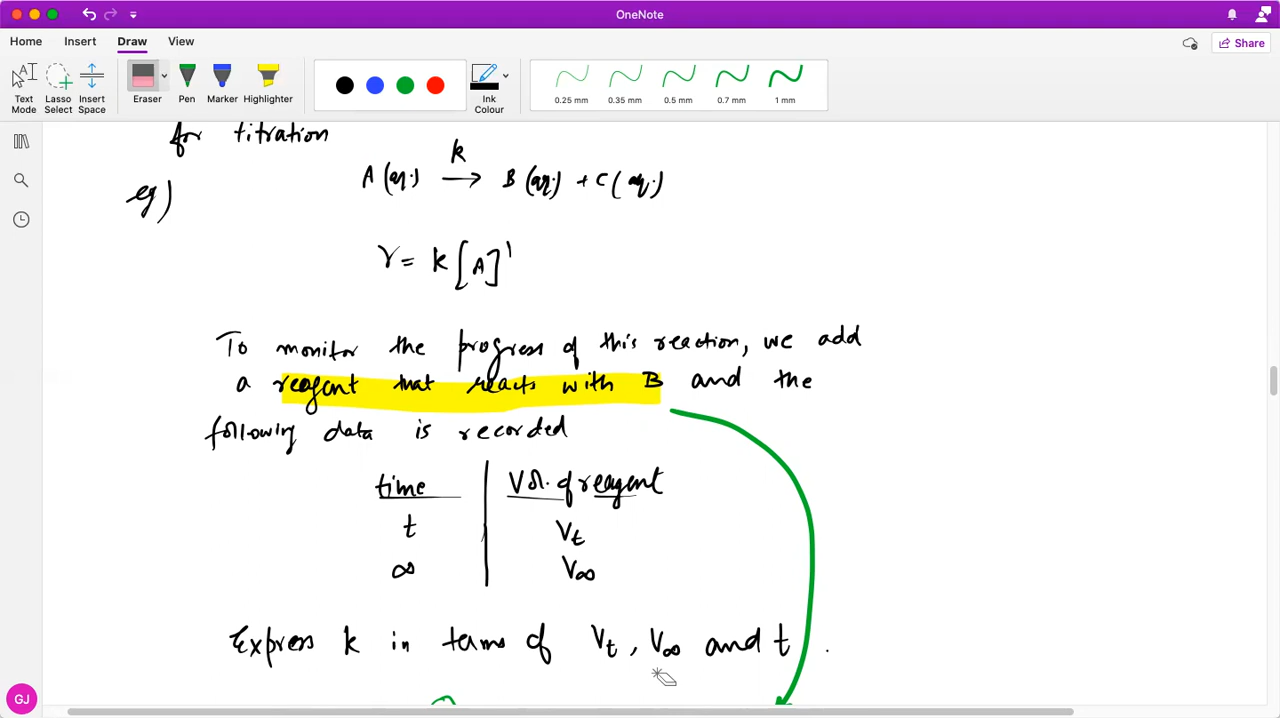 OneNote
Home Insert Draw View
Share
Text Mode
Lasso Select
Insert Space
Eraser
Pen
Marker
Highlighter
Ink Colour
0.25 mm 0.35 mm 0.5 mm 0.7 mm 1 mm
for titration
eg) A (aq.) k → B (aq.) + C (aq.)
r = k [A]¹
To monitor the progress of this reaction, we add
a reagent that reacts with B and the
following data is recorded
time | Vol. of reagent
t | Vt
∞ | V∞
Express k in terms of Vt, V∞ and t.
GJ